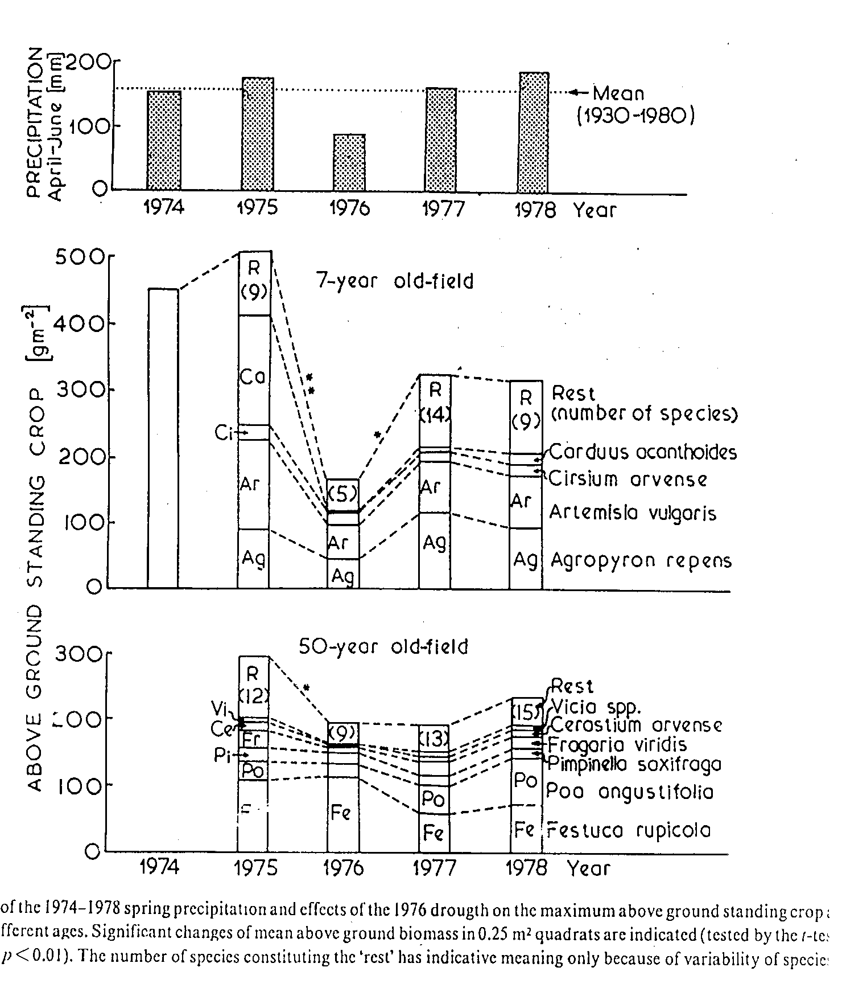 PRECIPITATION
April-June [mm]
200
100
0
Mean
(1930-1980)
1974 1975 1976 1977 1978 Year
ABOVE GROUND STANDING CROP [gm⁻²]
7-year old-field
500
400
300
200
100
0
R
(9)
Ca
Ci
Ar
Ag
*
*
(5)
Ar
Ag
*
R
(14)
Ar
Ag
R
(9)
Ar
Ag
Rest
(number of species)
Carduus acanthoides
Cirsium arvense
Artemisia vulgaris
Agropyron repens
50-year old-field
300
00
100
0
R
(12)
Vi
Ce
Fr
Pi
Po
F
*
(9)
Fe
(13)
Po
Fe
(15)
Po
Fe
Rest
Vicia spp.
Cerastium arvense
Fragaria viridis
Pimpinella saxifraga
Poa angustifolia
Festuca rupicola
1974 1975 1976 1977 1978 Year
of the 1974–1978 spring precipitation and effects of the 1976 drougth on the maximum above ground standing crop
fferent ages. Significant changes of mean above ground biomass in 0.25 m² quadrats are indicated (tested by the t-te
p < 0.01). The number of species constituting the ‘rest’ has indicative meaning only because of variability of specie